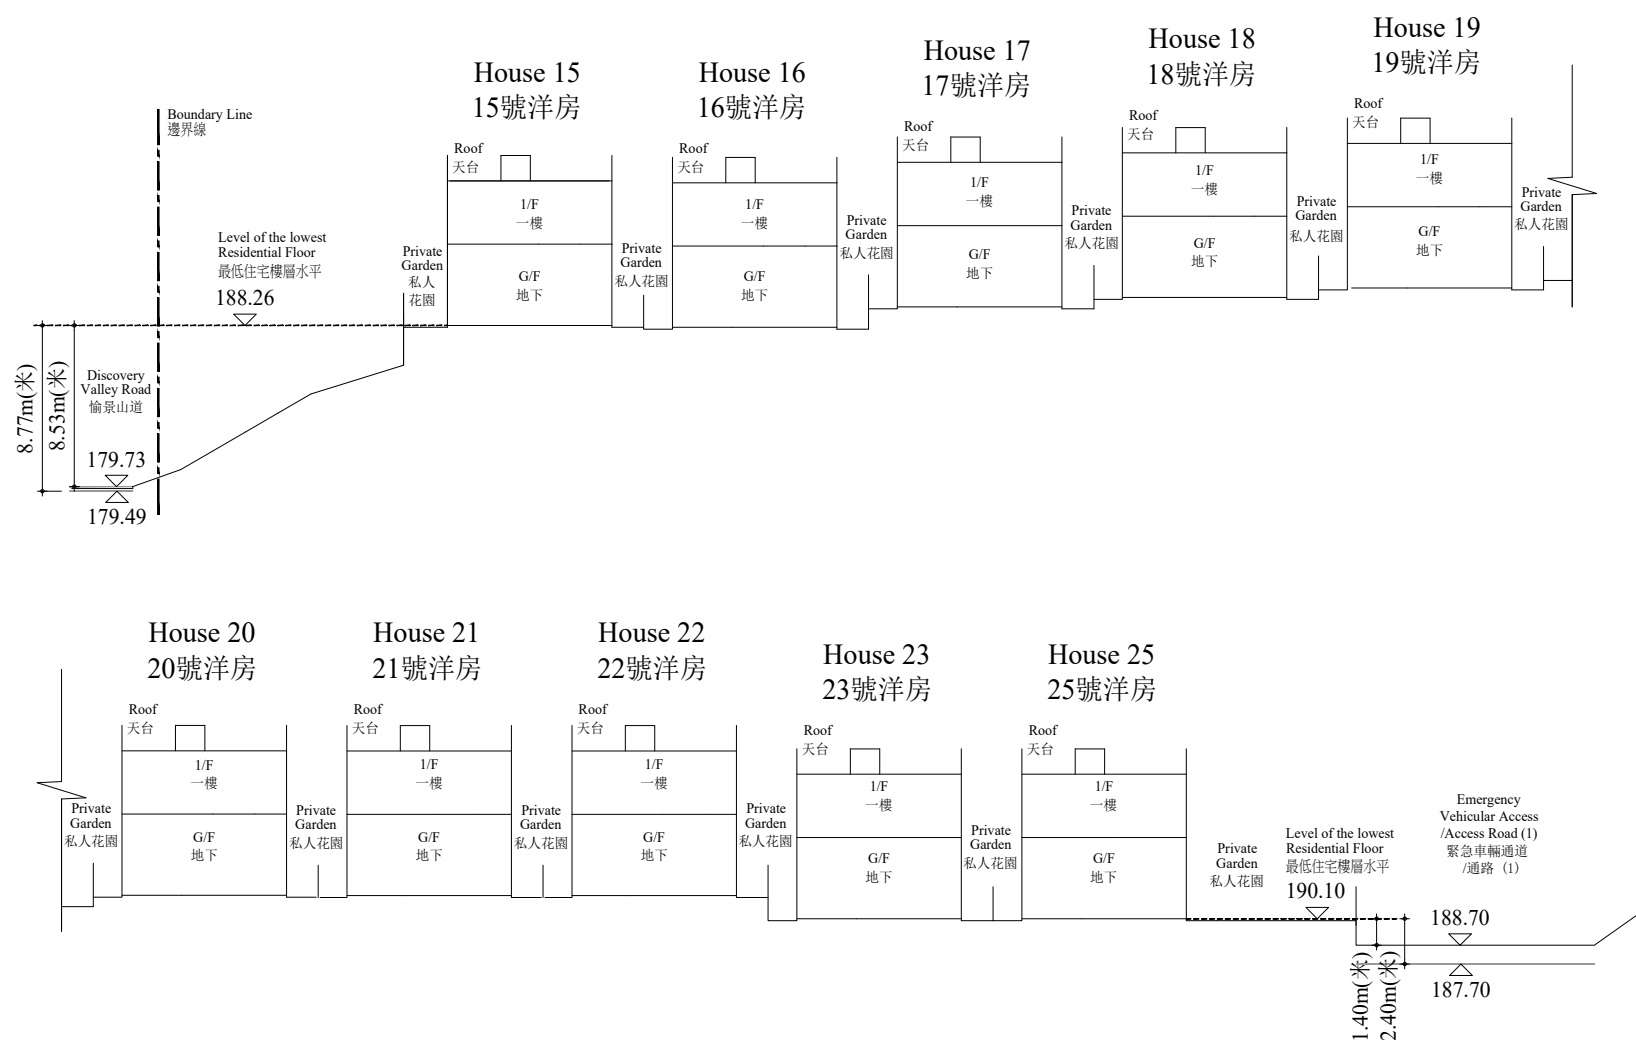 House 15
15號洋房
House 16
16號洋房
House 17
17號洋房
House 18
18號洋房
House 19
19號洋房
Boundary Line
邊界線
Roof
天台
1/F
一樓
G/F
地下
Roof
天台
1/F
一樓
G/F
地下
Roof
天台
1/F
一樓
G/F
地下
Roof
天台
1/F
一樓
G/F
地下
Roof
天台
1/F
一樓
G/F
地下
Level of the lowest
Residential Floor
最低住宅樓層水平
188.26
Private
Garden
私人
花園
Private
Garden
私人花園
Private
Garden
私人花園
Private
Garden
私人花園
Private
Garden
私人花園
Private
Garden
私人花園
8.77m(米)
8.53m(米)
Discovery
Valley Road
愉景山道
179.73
179.49
House 20
20號洋房
House 21
21號洋房
House 22
22號洋房
House 23
23號洋房
House 25
25號洋房
Roof
天台
1/F
一樓
G/F
地下
Roof
天台
1/F
一樓
G/F
地下
Roof
天台
1/F
一樓
G/F
地下
Roof
天台
1/F
一樓
G/F
地下
Roof
天台
1/F
一樓
G/F
地下
Private
Garden
私人花園
Private
Garden
私人花園
Private
Garden
私人花園
Private
Garden
私人花園
Private
Garden
私人花園
Private
Garden
私人花園
Level of the lowest
Residential Floor
最低住宅樓層水平
190.10
Emergency
Vehicular Access
/Access Road (1)
緊急車輛通道
/通路（1）
188.70
187.70
1.40m(米)
2.40m(米)